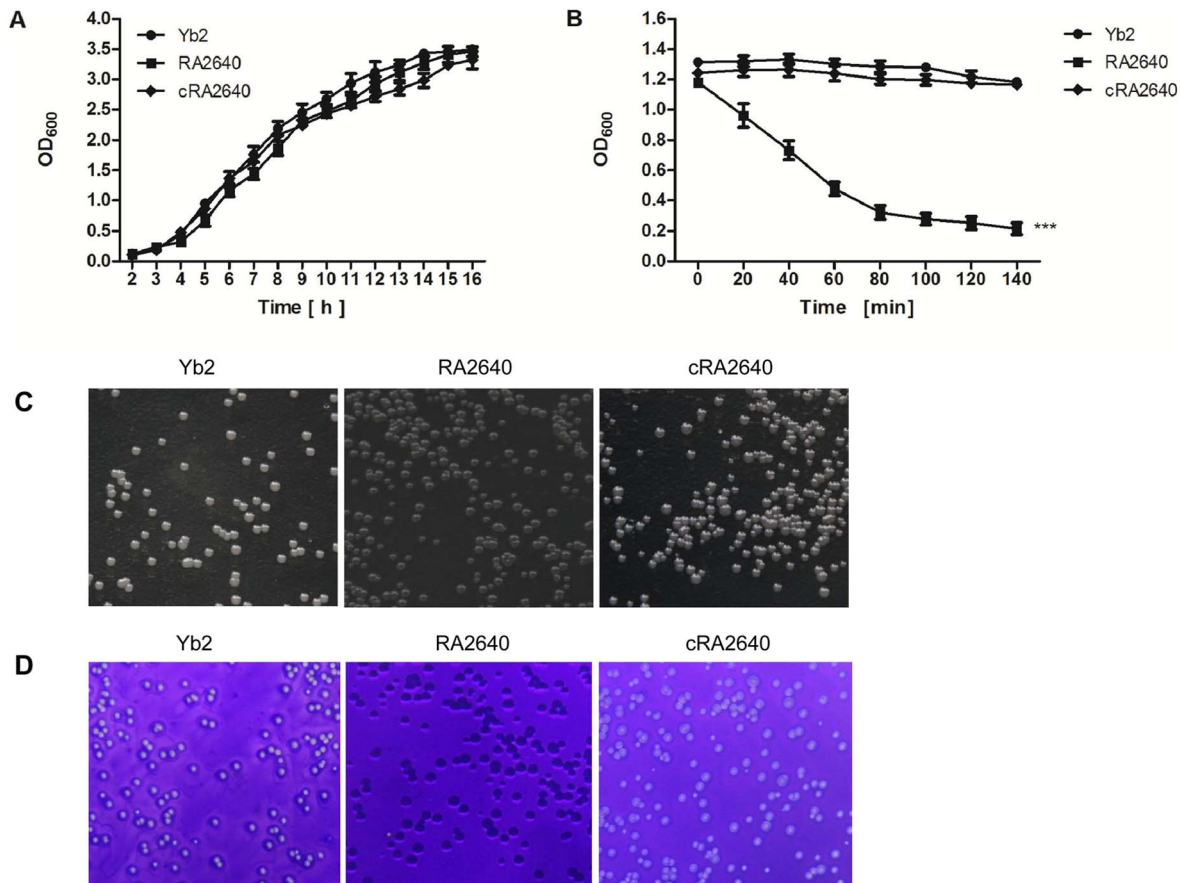 A
4.0
3.5
3.0
2.5
2.0
1.5
1.0
0.5
0.0
OD600
Yb2
RA2640
cRA2640
2 3 4 5 6 7 8 9 10 11 12 13 14 15 16
Time [ h ]
B
1.6
1.4
1.2
1.0
0.8
0.6
0.4
0.2
0.0
OD600
Yb2
RA2640
cRA2640
***
0 20 40 60 80 100 120 140
Time [min]
C
Yb2 RA2640 cRA2640
D
Yb2 RA2640 cRA2640